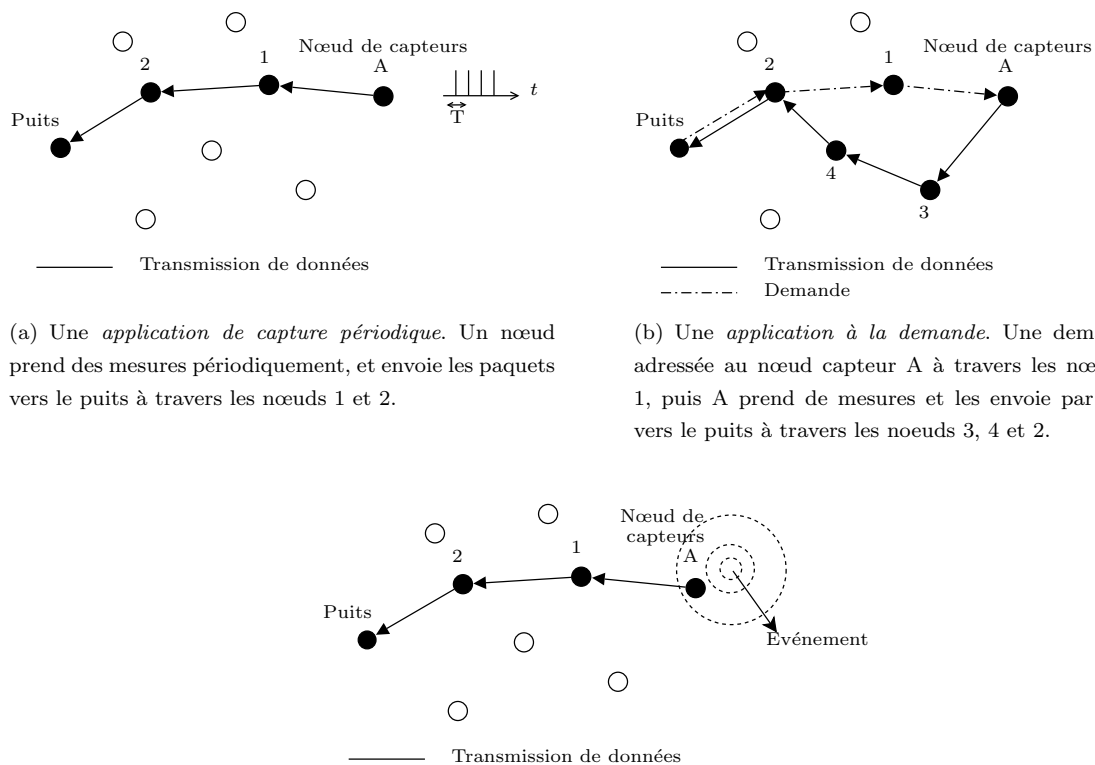 Nœud de capteurs
2
1
A
t
T
Puits
Transmission de données
(a) Une application de capture périodique. Un nœud
prend des mesures périodiquement, et envoie les paquets
vers le puits à travers les nœuds 1 et 2.
Nœud de capteurs
2
1
A
Puits
4
3
Transmission de données
Demande
(b) Une application à la demande. Une dem
adressée au nœud capteur A à travers les nœ
1, puis A prend de mesures et les envoie par
vers le puits à travers les noeuds 3, 4 et 2.
Nœud de
capteurs
2
1
A
Puits
Evénement
Transmission de données